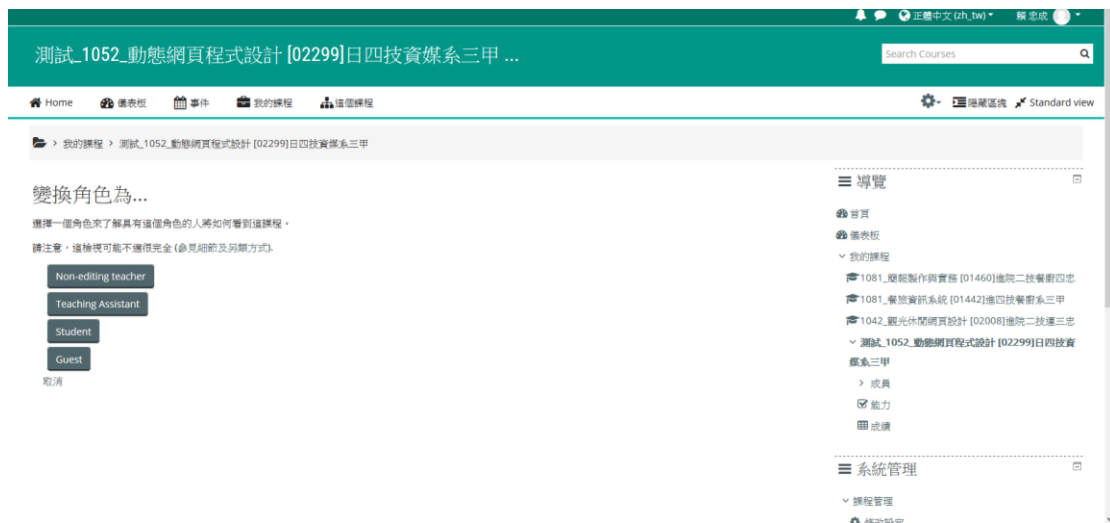 正體中文 (zh_tw)
賴忠成
測試_1052_動態網頁程式設計 [02299]日四技資媒系三甲 ...
Search Courses
Home
儀表板
事件
我的課程
這個課程
隱藏區塊
Standard view
我的課程 > 測試_1052_動態網頁程式設計 [02299]日四技資媒系三甲
變換角色為...
選擇一個角色來了解具有這個角色的人將如何看到這課程。
請注意，這檢視可能不適很完全 (參見細節及另類方式).
Non-editing teacher
Teaching Assistant
Student
Guest
取消
導覽
首頁
儀表板
我的課程
1081_簡報製作與實務 [01460]進院二技餐廚四忠
1081_餐旅資訊系統 [01442]進四技餐廚系三甲
1042_觀光休閒網頁設計 [02008]進院二技運三忠
測試_1052_動態網頁程式設計 [02299]日四技資
媒系三甲
成員
能力
成績
系統管理
課程管理
修改設定